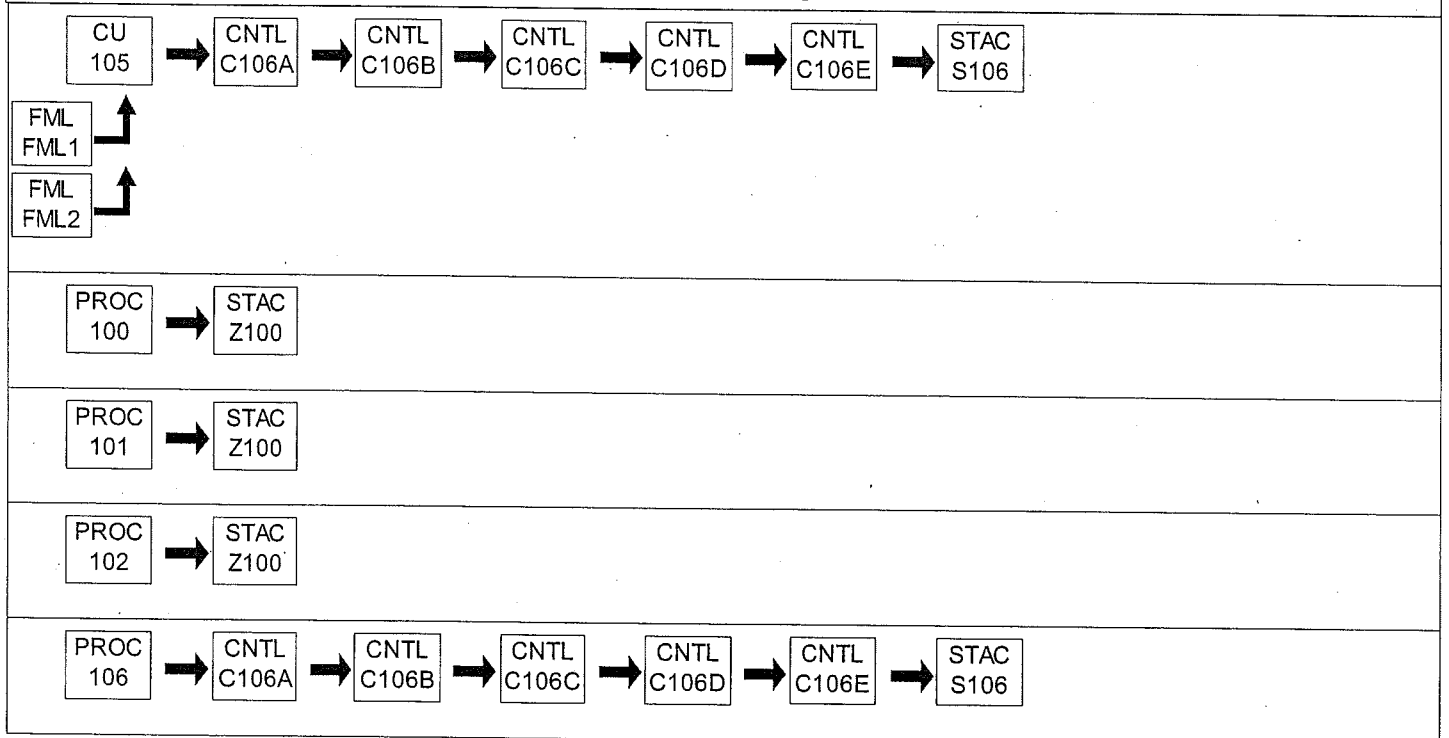 CU
105
CNTL
C106A
CNTL
C106B
CNTL
C106C
CNTL
C106D
CNTL
C106E
STAC
S106
FML
FML1
FML
FML2
PROC
100
STAC
Z100
PROC
101
STAC
Z100
PROC
102
STAC
Z100
PROC
106
CNTL
C106A
CNTL
C106B
CNTL
C106C
CNTL
C106D
CNTL
C106E
STAC
S106